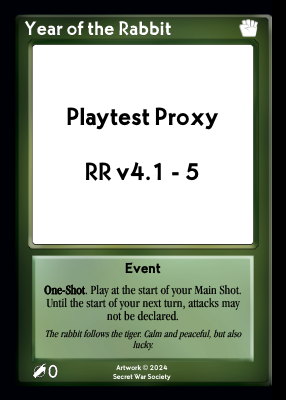 Year of the Rabbit
Playtest Proxy
RR v4.1 - 5
Event
One-Shot. Play at the start of your Main Shot.
Until the start of your next turn, attacks may
not be declared.
The rabbit follows the tiger. Calm and peaceful, but also
lucky.
0
Artwork © 2024
Secret War Society